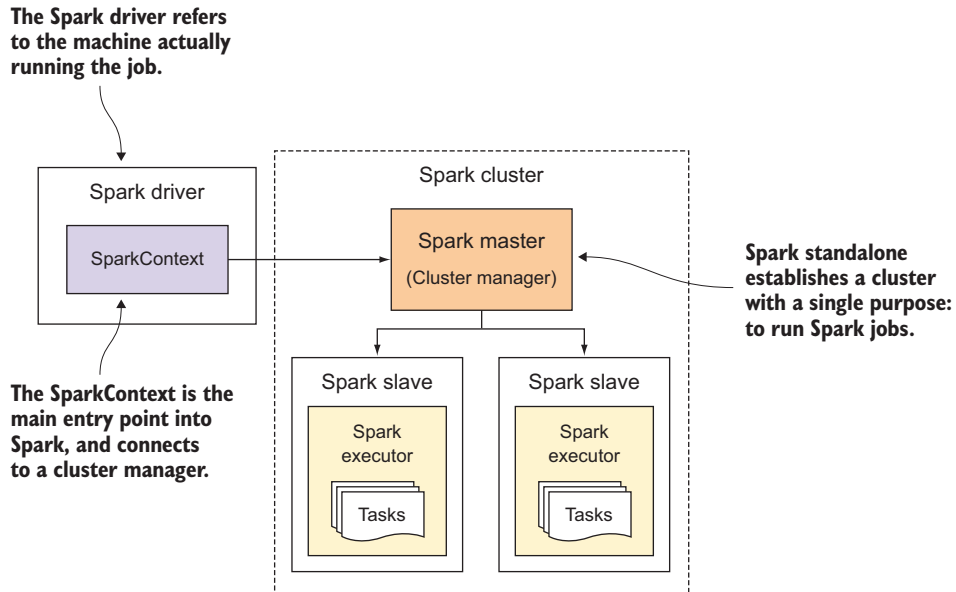 The Spark driver refers
to the machine actually
running the job.
Spark driver
SparkContext
The SparkContext is the
main entry point into
Spark, and connects
to a cluster manager.
Spark cluster
Spark master
(Cluster manager)
Spark standalone
establishes a cluster
with a single purpose:
to run Spark jobs.
Spark slave
Spark
executor
Tasks
Spark slave
Spark
executor
Tasks